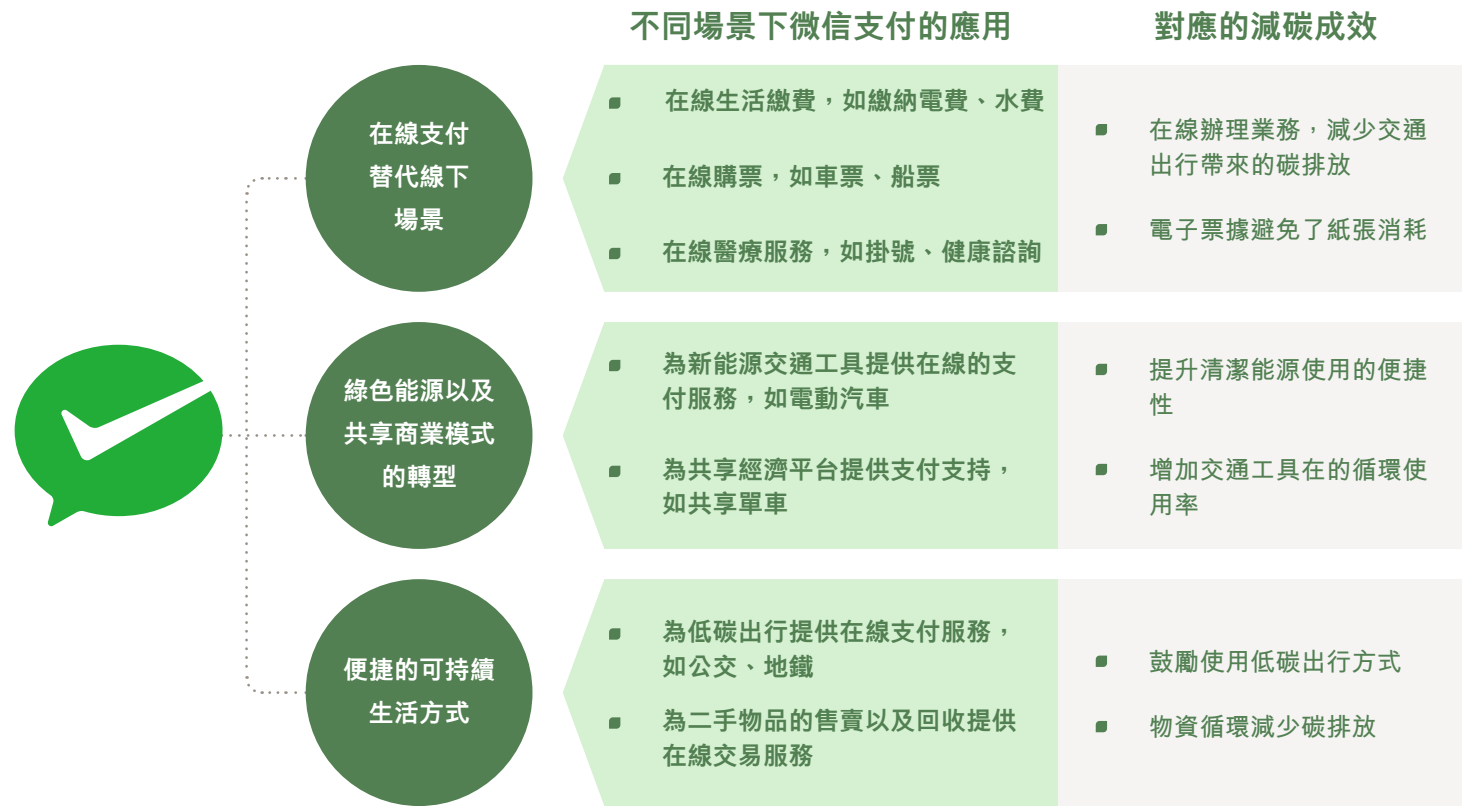 不同場景下微信支付的應用
對應的減碳成效
在線支付
替代線下
場景
在線生活繳費，如繳納電費、水費
在線購票，如車票、船票
在線醫療服務，如掛號、健康諮詢
在線辦理業務，減少交通
出行帶來的碳排放
電子票據避免了紙張消耗
綠色能源以及
共享商業模式
的轉型
為新能源交通工具提供在線的支
付服務，如電動汽車
為共享經濟平台提供支付支持，
如共享單車
提升清潔能源使用的便捷
性
增加交通工具在的循環使
用率
便捷的可持續
生活方式
為低碳出行提供在線支付服務，
如公交、地鐵
為二手物品的售賣以及回收提供
在線交易服務
鼓勵使用低碳出行方式
物資循環減少碳排放